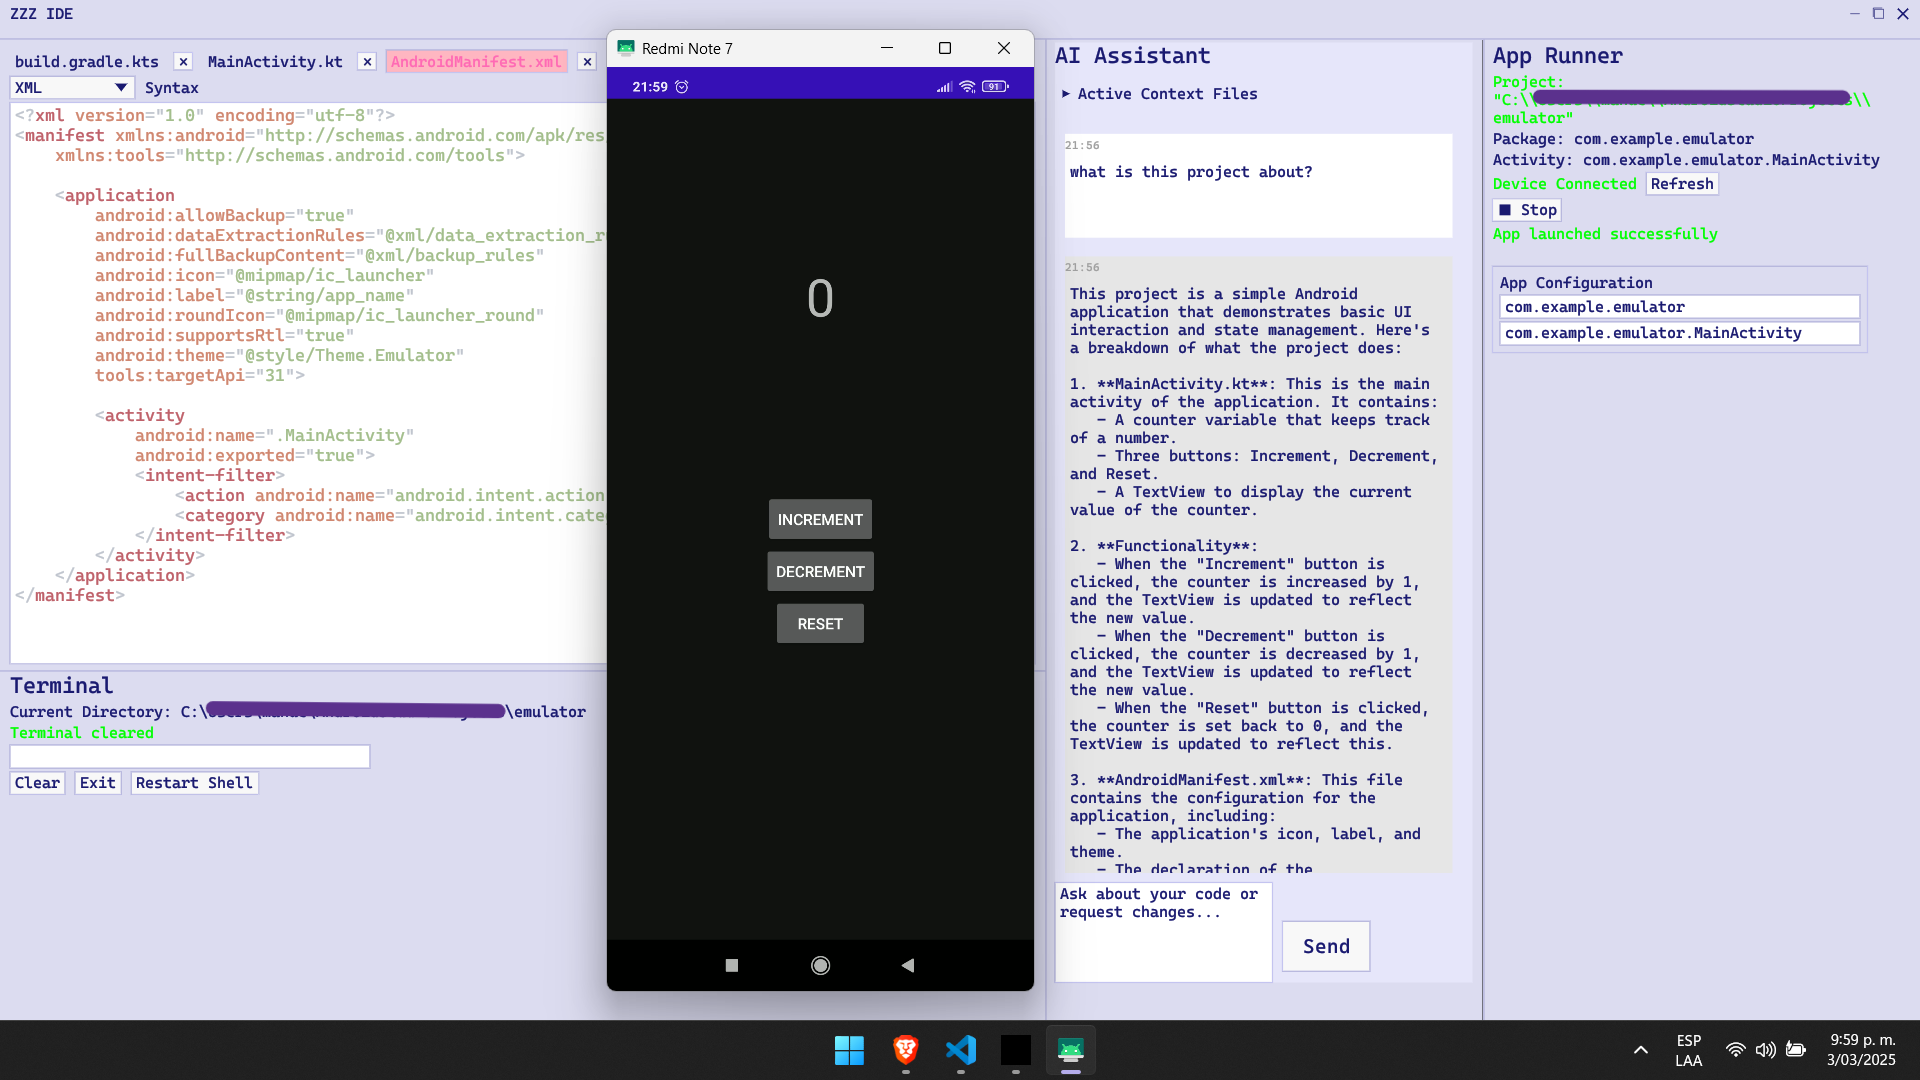 ZZZ IDE
build.gradle.kts
MainActivity.kt
AndroidManifest.xml
XML
Syntax
<?xml version="1.0" encoding="utf-8"?>
<manifest xmlns:android="http://schemas.android.com/apk/res
xmlns:tools="http://schemas.android.com/tools">
<application
android:allowBackup="true"
android:dataExtractionRules="@xml/data_extraction_ru
android:fullBackupContent="@xml/backup_rules"
android:icon="@mipmap/ic_launcher"
android:label="@string/app_name"
android:roundIcon="@mipmap/ic_launcher_round"
android:supportsRtl="true"
android:theme="@style/Theme.Emulator"
tools:targetApi="31">
<activity
android:name=".MainActivity"
android:exported="true">
<intent-filter>
<action android:name="android.intent.action
<category android:name="android.intent.cate
</intent-filter>
</activity>
</application>
</manifest>
Terminal
Current Directory: C:\ \emulator
Terminal cleared
Clear
Exit
Restart Shell
Redmi Note 7
21:59
91
0
INCREMENT
DECREMENT
RESET
AI Assistant
Active Context Files
21:56
what is this project about?
21:56
This project is a simple Android
application that demonstrates basic UI
interaction and state management. Here's
a breakdown of what the project does:
1. **MainActivity.kt**: This is the main
activity of the application. It contains:
- A counter variable that keeps track
of a number.
- Three buttons: Increment, Decrement,
and Reset.
- A TextView to display the current
value of the counter.
2. **Functionality**:
- When the "Increment" button is
clicked, the counter is increased by 1,
and the TextView is updated to reflect
the new value.
- When the "Decrement" button is
clicked, the counter is decreased by 1,
and the TextView is updated to reflect
the new value.
- When the "Reset" button is clicked,
the counter is set back to 0, and the
TextView is updated to reflect this.
3. **AndroidManifest.xml**: This file
contains the configuration for the
application, including:
- The application's icon, label, and
theme.
- The declaration of the
Ask about your code or
request changes...
Send
App Runner
Project:
"C:\\ \\
emulator"
Package: com.example.emulator
Activity: com.example.emulator.MainActivity
Device Connected
Refresh
Stop
App launched successfully
App Configuration
com.example.emulator
com.example.emulator.MainActivity
ESP
LAA
9:59 p. m.
3/03/2025